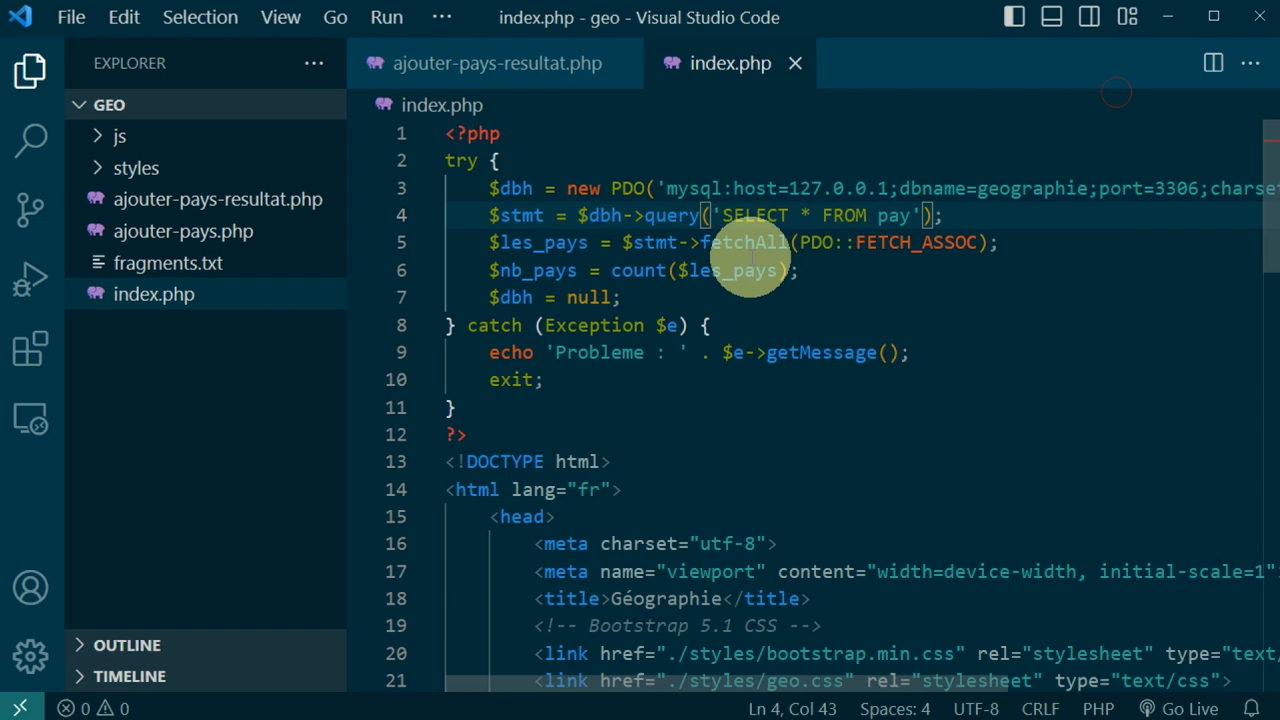 File Edit Selection View Go Run ··· index.php - geo - Visual Studio Code
EXPLORER ···
GEO
js
styles
ajouter-pays-resultat.php
ajouter-pays.php
fragments.txt
index.php
OUTLINE
TIMELINE
ajouter-pays-resultat.php index.php
index.php
1 <?php
2 try {
3 $dbh = new PDO('mysql:host=127.0.0.1;dbname=geographie;port=3306;charse
4 $stmt = $dbh->query('SELECT * FROM pay');
5 $les_pays = $stmt->fetchAll(PDO::FETCH_ASSOC);
6 $nb_pays = count($les_pays);
7 $dbh = null;
8 } catch (Exception $e) {
9 echo 'Probleme : ' . $e->getMessage();
10 exit;
11 }
12 ?>
13 <!DOCTYPE html>
14 <html lang="fr">
15 <head>
16 <meta charset="utf-8">
17 <meta name="viewport" content="width=device-width, initial-scale=1"
18 <title>Géographie</title>
19 <!-- Bootstrap 5.1 CSS -->
20 <link href="./styles/bootstrap.min.css" rel="stylesheet" type="text/
21 <link href="./styles/geo.css" rel="stylesheet" type="text/css">
0 0 Ln 4, Col 43 Spaces: 4 UTF-8 CRLF PHP Go Live